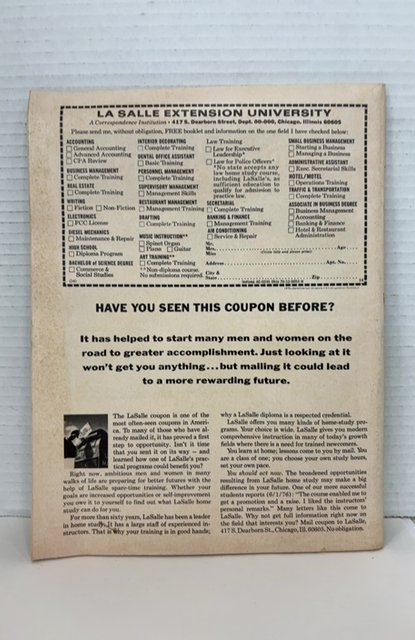 LA SALLE EXTENSION UNIVERSITY
A Correspondence Institution • 417 S. Dearborn Street, Dept. 00-000, Chicago, Illinois 60605
Please send me, without obligation, FREE booklet and information on the one field I have checked below:
ACCOUNTING
General Accounting
Advanced Accounting
CPA Review
BUSINESS MANAGEMENT
Complete Training
REAL ESTATE
Complete Training
WRITING
Fiction Non-Fiction
ELECTRONICS
FCC License
DIESEL MECHANICS
Maintenance & Repair
HIGH SCHOOL
Diploma Program
BACHELOR of SCIENCE DEGREE
Commerce &
Social Studies
INTERIOR DECORATING
Complete Training
DENTAL OFFICE ASSISTANT
Basic Training
PERSONNEL MANAGEMENT
Complete Training
SUPERVISORY MANAGEMENT
Management Skills
RESTAURANT MANAGEMENT
Management Training
DRAFTING
Complete Training
MUSIC INSTRUCTION**
Spinet Organ
Piano Guitar
ART TRAINING**
Complete Training
**Non-diploma course.
No salesman required.
Law Training
Law for Executive
Leadership*
Law for Police Officers*
*No state accepts any
law home study course,
including LaSalle's, as
sufficient education to
qualify for admission to
practice law.
SECRETARIAL
Complete Training
BANKING & FINANCE
Management Training
AIR CONDITIONING
Service & Repair
SMALL BUSINESS MANAGEMENT
Starting a Business
Managing a Business
ADMINISTRATIVE ASSISTANT
Exec. Secretarial Skills
HOTEL/MOTEL
Operations Training
TRAFFIC & TRANSPORTATION
Complete Training
ASSOCIATE IN BUSINESS DEGREE
Business Management
Accounting
Banking & Finance
Hotel & Restaurant
Administration
Mr.
Mrs. Age
Miss
Address Apt. No.
City &
State Zip
HAVE YOU SEEN THIS COUPON BEFORE?
It has helped to start many men and women on the
road to greater accomplishment. Just looking at it
won't get you anything...but mailing it could lead
to a more rewarding future.
The LaSalle coupon is one of the
most often-seen coupons in Ameri-
ca. To many of those who have al-
ready mailed it, it has proved a first
step to opportunity. Isn't it time
that you sent it on its way – and
learned how one of LaSalle's prac-
tical programs could benefit you?
Right now, ambitious men and women in many
walks of life are preparing for better futures with the
help of LaSalle spare-time training. Whether your
goals are increased opportunities or self-improvement
you owe it to yourself to find out what LaSalle home
study can do for you.
For more than sixty years, LaSalle has been a leader
in home study. It has a large staff of experienced in-
structors. That is why your training is in good hands;
why a LaSalle diploma is a respected credential.
LaSalle offers you many kinds of home-study pro-
grams. Your choice is wide. LaSalle gives you modern
comprehensive instruction in many of today's growth
fields where there is a need for trained newcomers.
You learn at home; lessons come to you by mail. You
are a class of one; you choose your own study hours,
set your own pace.
You should act now. The broadened opportunities
resulting from LaSalle home study may make a big
difference in your future. One of our more successful
students reports (6/1/76): "The course enabled me to
get a promotion and a raise. I liked the instructors'
personal remarks." Many letters like this come to
LaSalle. Why not get full information right now on
the field that interests you? Mail coupon to LaSalle,
417 S. Dearborn St., Chicago, Ill. 60605. No obligation.